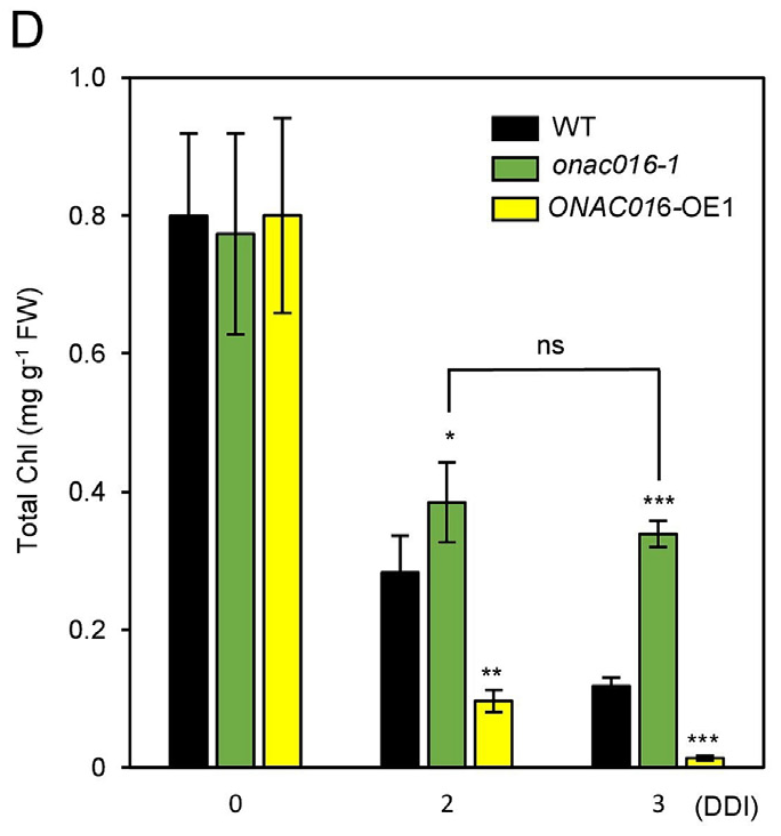 D
1.0
0.8
0.6
0.4
0.2
0
Total Chl (mg g⁻¹ FW)
WT
onac016-1
ONAC016-OE1
ns
*
**
***
***
0 2 3 (DDI)